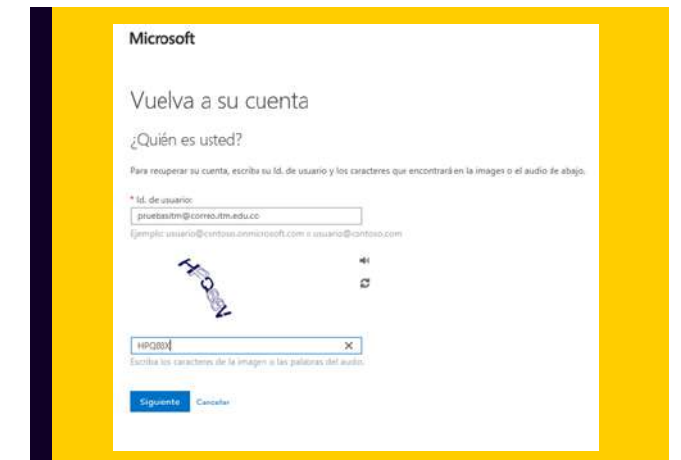 Microsoft
Vuelva a su cuenta
¿Quién es usted?
Para recuperar su cuenta, escriba su Id. de usuario y los caracteres que encontrará en la imagen o el audio de abajo.
* Id. de usuario:
pruebasitm@correo.itm.edu.co
Ejemplo: usuario@contoso.onmicrosoft.com o usuario@contoso.com
Escriba los caracteres de la imagen o las palabras del audio.
Siguiente Cancelar